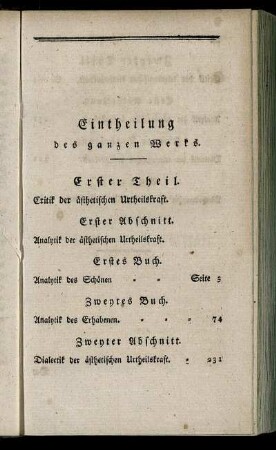 Eintheilung
des ganzen Werks.
Erster Theil.
Critik der ästhetischen Urtheilskraft.
Erster Abschnitt.
Analytik der ästhetischen Urtheilskraft.
Erstes Buch.
Analytik des Schönen = = Seite 3
Zweytes Buch.
Analytik des Erhabenen. = = = 74
Zweyter Abschnitt.
Dialectik der ästhetischen Urtheilskraft. = 231